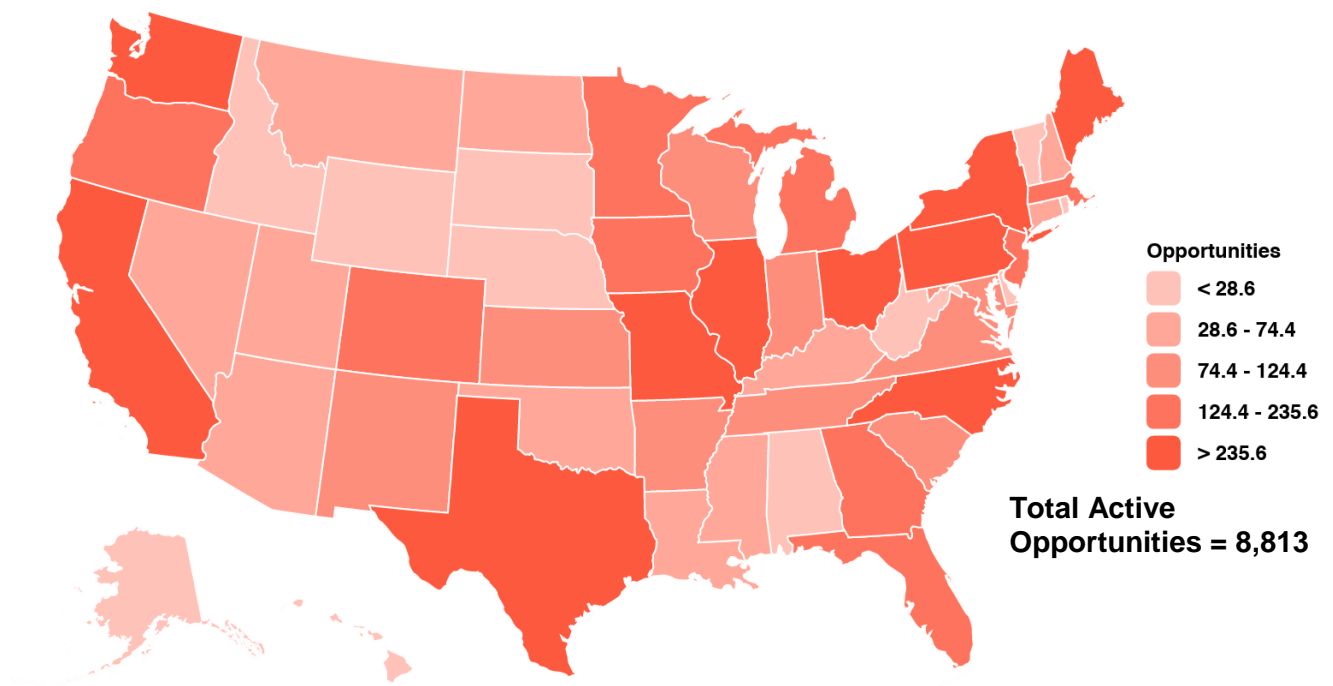 Opportunities
< 28.6
28.6 - 74.4
74.4 - 124.4
124.4 - 235.6
> 235.6
Total Active
Opportunities = 8,813